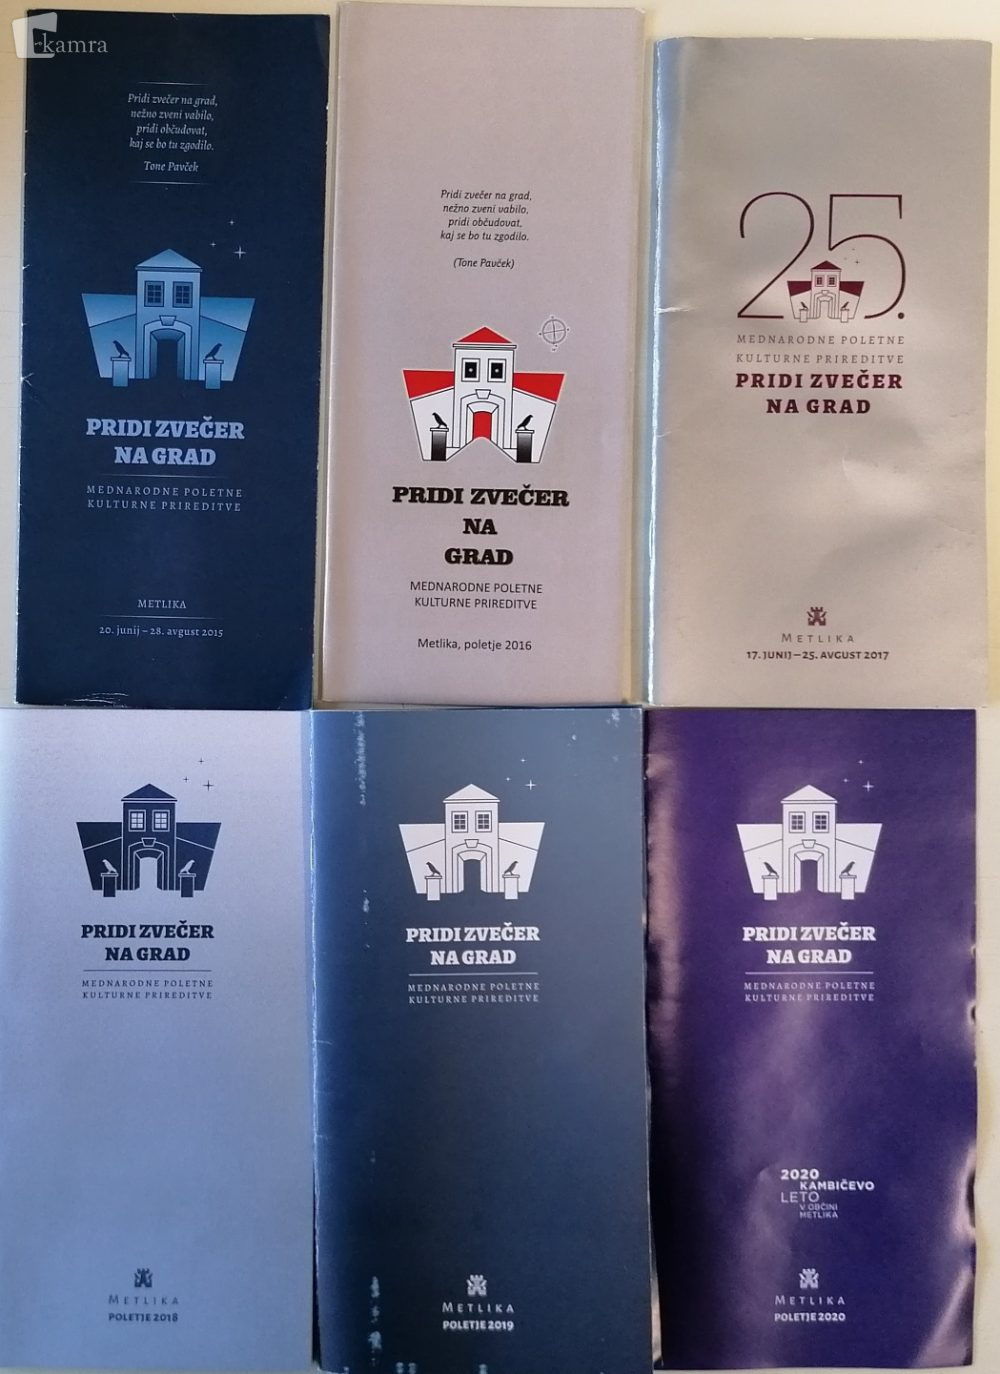 kamra
Pridi zvečer na grad,
nežno zveni vabilo,
pridi občudovat,
kaj se bo tu zgodilo.
Tone Pavček
PRIDI ZVEČER
NA GRAD
MEDNARODNE POLETNE
KULTURNE PRIREDITVE
METLIKA
20. junij – 28. avgust 2015
Pridi zvečer na grad,
nežno zveni vabilo,
pridi občudovat,
kaj se bo tu zgodilo.
(Tone Pavček)
PRIDI ZVEČER
NA
GRAD
MEDNARODNE POLETNE
KULTURNE PRIREDITVE
Metlika, poletje 2016
25.
MEDNARODNE POLETNE
KULTURNE PRIREDITVE
PRIDI ZVEČER
NA GRAD
METLIKA
17. JUNIJ – 25. AVGUST 2017
PRIDI ZVEČER
NA GRAD
MEDNARODNE POLETNE
KULTURNE PRIREDITVE
METLIKA
POLETJE 2018
PRIDI ZVEČER
NA GRAD
MEDNARODNE POLETNE
KULTURNE PRIREDITVE
METLIKA
POLETJE 2019
PRIDI ZVEČER
NA GRAD
MEDNARODNE POLETNE
KULTURNE PRIREDITVE
2020
KAMBIČEVO
LETO
V OBČINI
METLIKA
METLIKA
POLETJE 2020